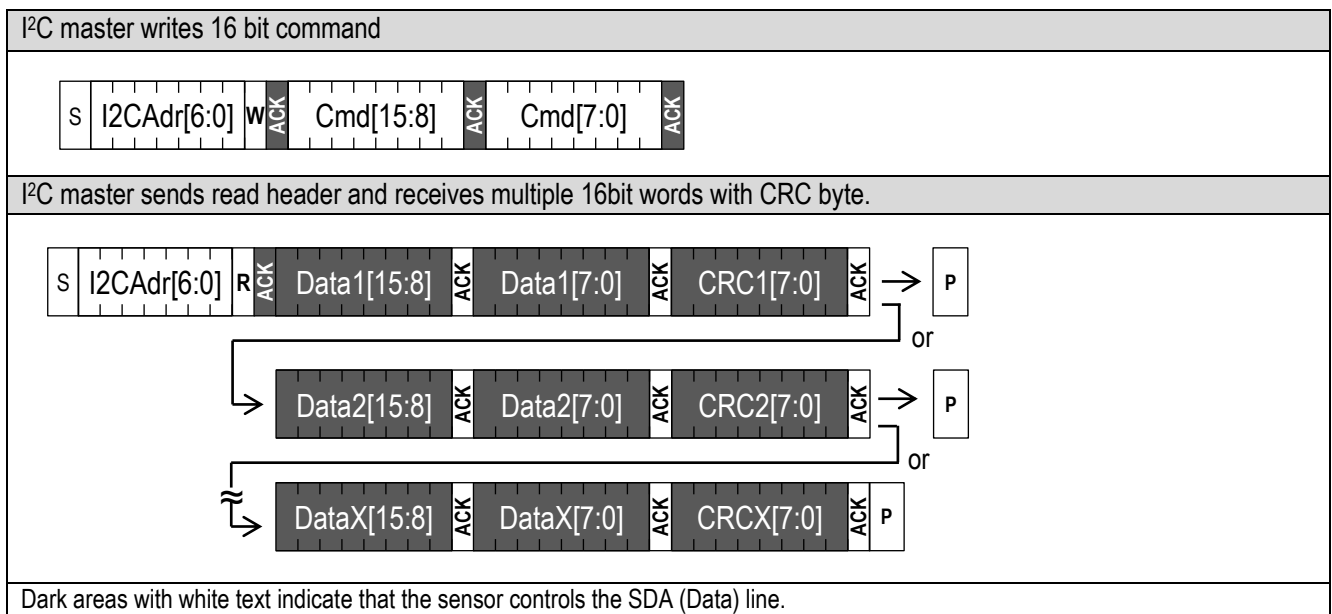 I²C master writes 16 bit command
S I2CAdr[6:0] W ACK Cmd[15:8] ACK Cmd[7:0] ACK
I²C master sends read header and receives multiple 16bit words with CRC byte.
S I2CAdr[6:0] R ACK Data1[15:8] ACK Data1[7:0] ACK CRC1[7:0] ACK P
or
Data2[15:8] ACK Data2[7:0] ACK CRC2[7:0] ACK P
or
≈
DataX[15:8] ACK DataX[7:0] ACK CRCX[7:0] ACK P
Dark areas with white text indicate that the sensor controls the SDA (Data) line.